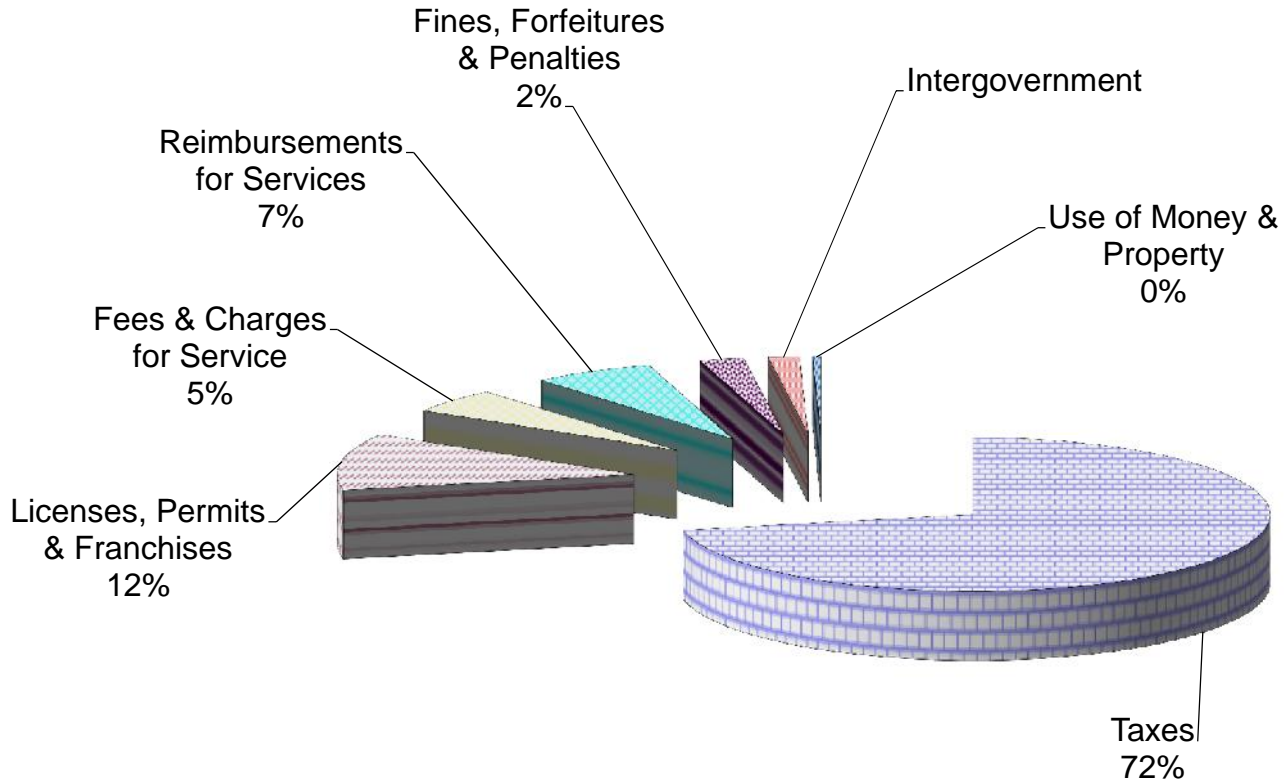 Fines, Forfeitures
& Penalties
2%
Intergovernment
Reimbursements
for Services
7%
Use of Money &
Property
0%
Fees & Charges
for Service
5%
Licenses, Permits
& Franchises
12%
Taxes
72%